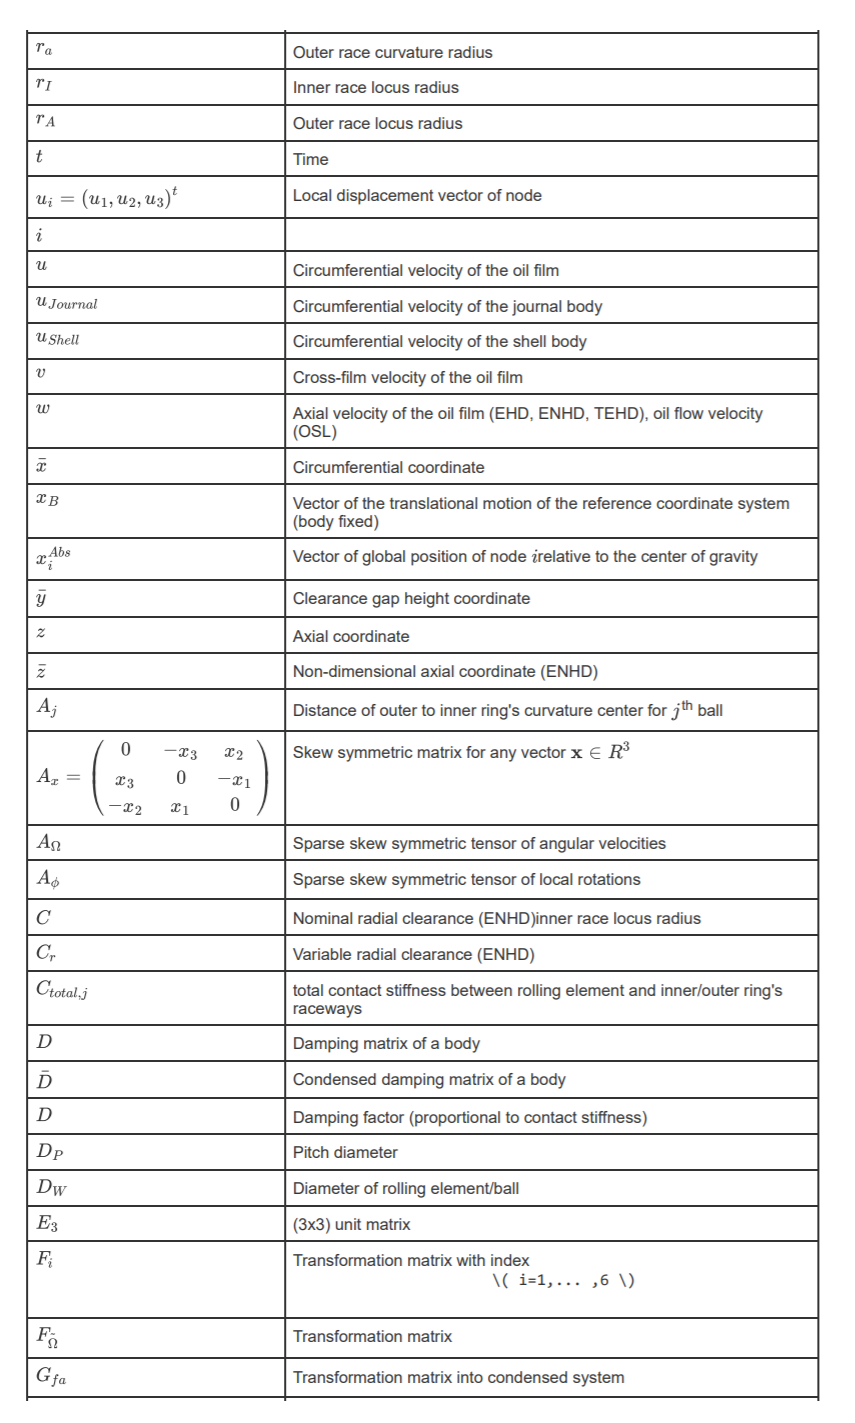 r_a Outer race curvature radius
r_I Inner race locus radius
r_A Outer race locus radius
t Time
u_i = (u_1, u_2, u_3)^t Local displacement vector of node
i
u Circumferential velocity of the oil film
u_Journal Circumferential velocity of the journal body
u_Shell Circumferential velocity of the shell body
v Cross-film velocity of the oil film
w Axial velocity of the oil film (EHD, ENHD, TEHD), oil flow velocity
(OSL)
x̄ Circumferential coordinate
x_B Vector of the translational motion of the reference coordinate system
(body fixed)
x_i^Abs Vector of global position of node irelative to the center of gravity
ȳ Clearance gap height coordinate
z Axial coordinate
z̄ Non-dimensional axial coordinate (ENHD)
A_j Distance of outer to inner ring's curvature center for j^th ball
A_x = ( 0 −x_3 x_2 Skew symmetric matrix for any vector x ∈ R^3
x_3 0 −x_1
−x_2 x_1 0 )
A_Ω Sparse skew symmetric tensor of angular velocities
A_ϕ Sparse skew symmetric tensor of local rotations
C Nominal radial clearance (ENHD)inner race locus radius
C_r Variable radial clearance (ENHD)
C_total,j total contact stiffness between rolling element and inner/outer ring's
raceways
D Damping matrix of a body
D̄ Condensed damping matrix of a body
D Damping factor (proportional to contact stiffness)
D_P Pitch diameter
D_W Diameter of rolling element/ball
E_3 (3x3) unit matrix
F_i Transformation matrix with index
\( i=1,... ,6 \)
F_Ω̃ Transformation matrix
G_fa Transformation matrix into condensed system